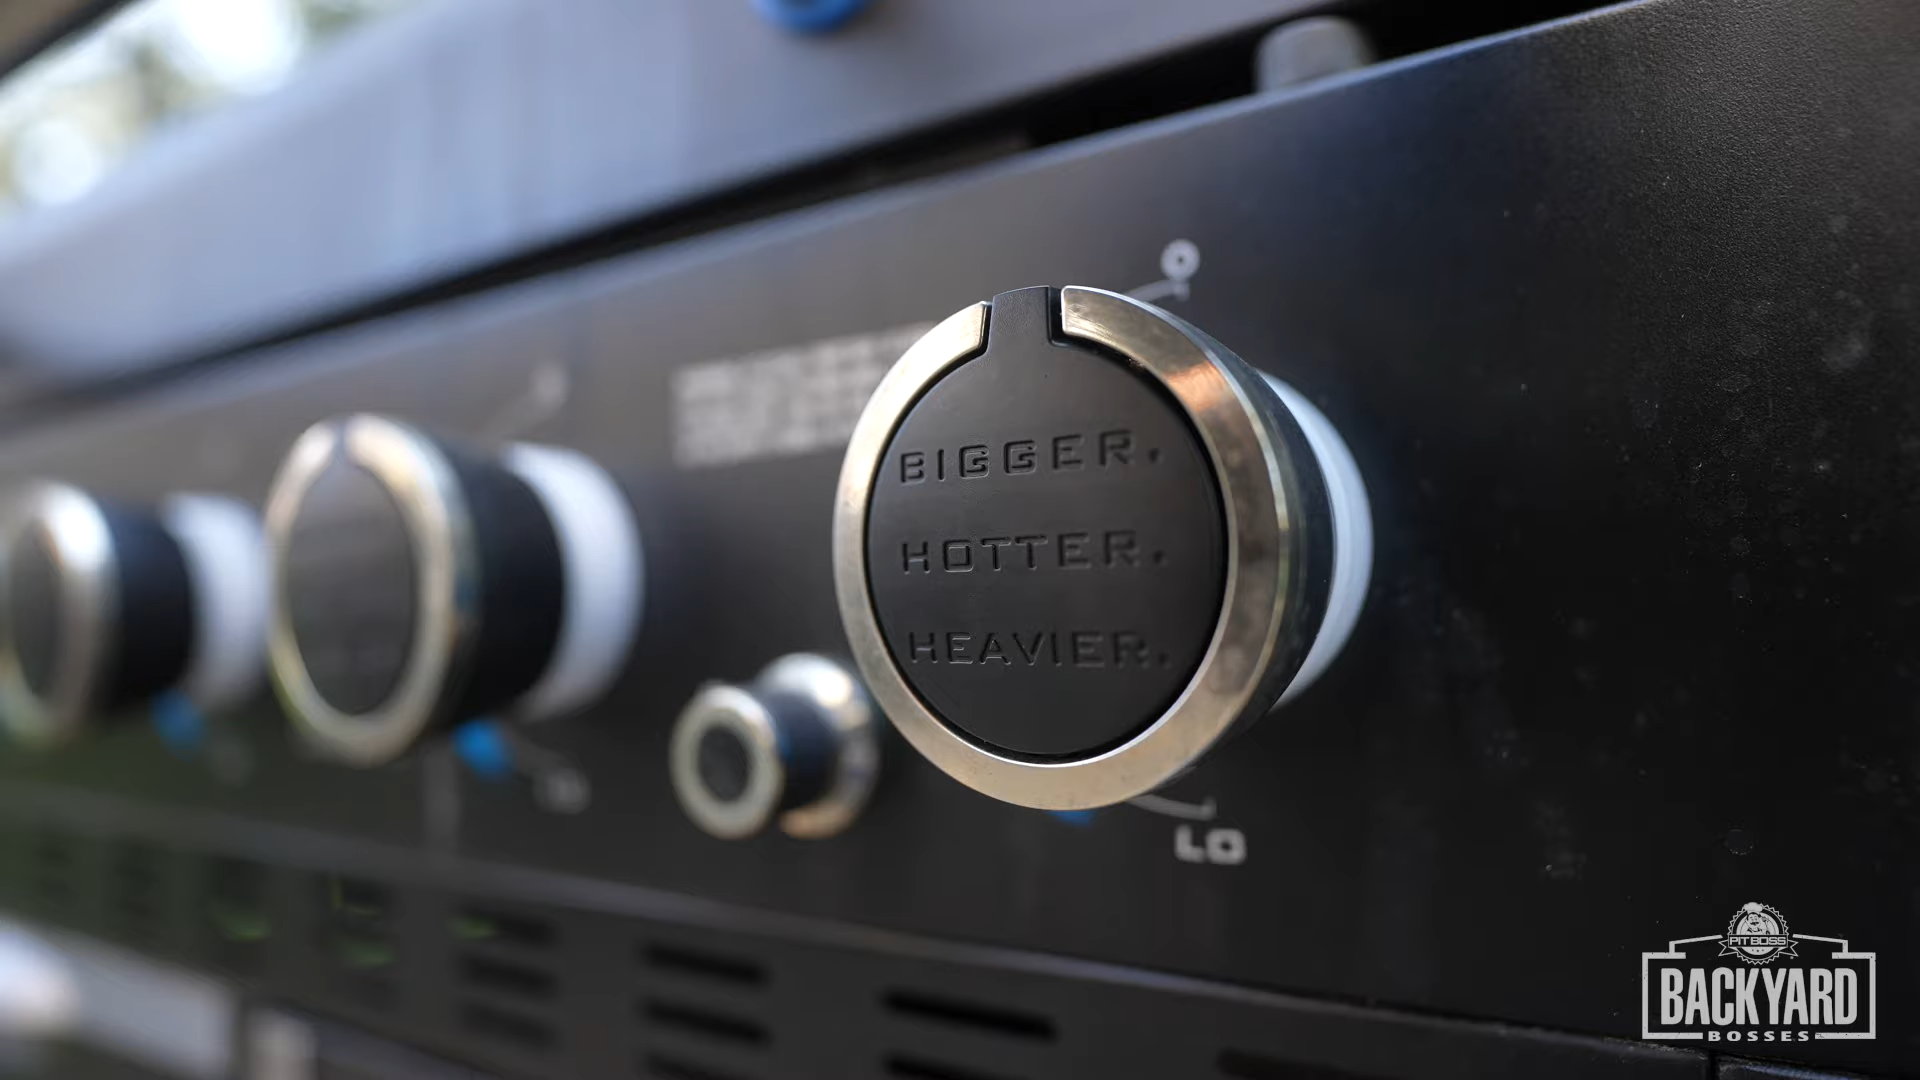 O
BIGGER.
HOTTER.
HEAVIER.
LO
PIT BOSS
BACKYARD
BOSSES